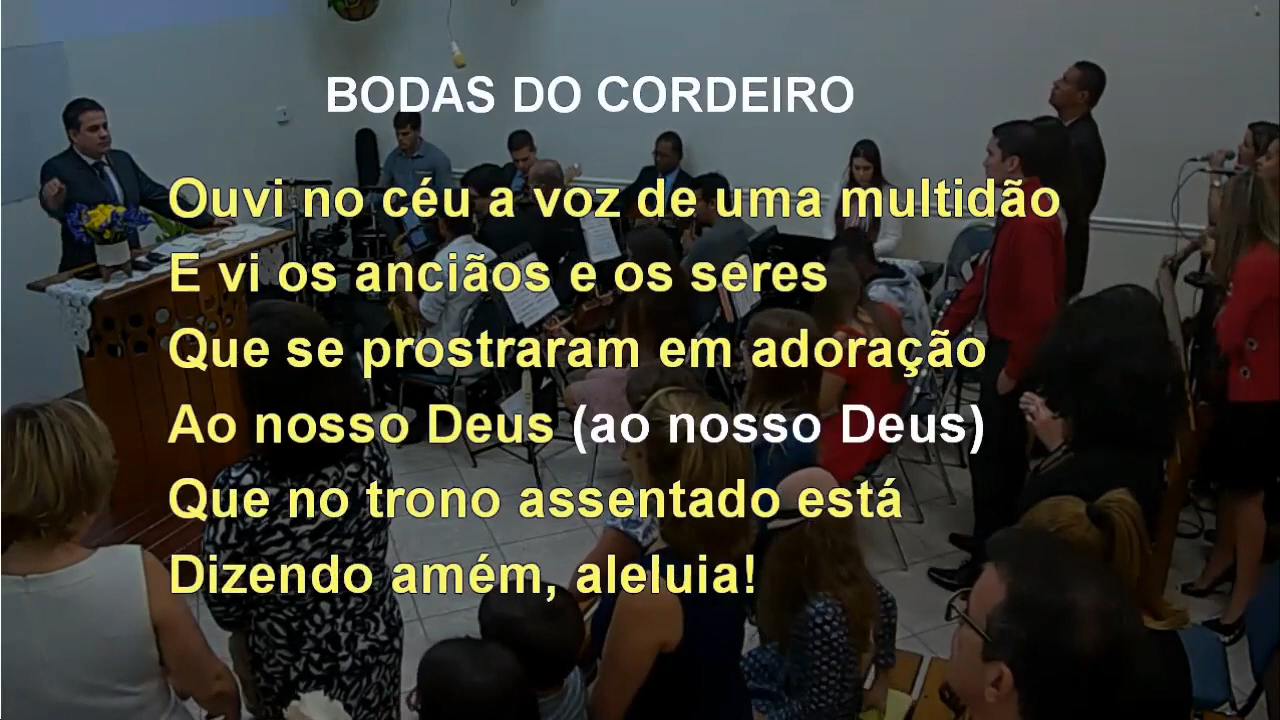 BODAS DO CORDEIRO
Ouvi no céu a voz de uma multidão
E vi os anciãos e os seres
Que se prostraram em adoração
Ao nosso Deus (ao nosso Deus)
Que no trono assentado está
Dizendo amém, aleluia!